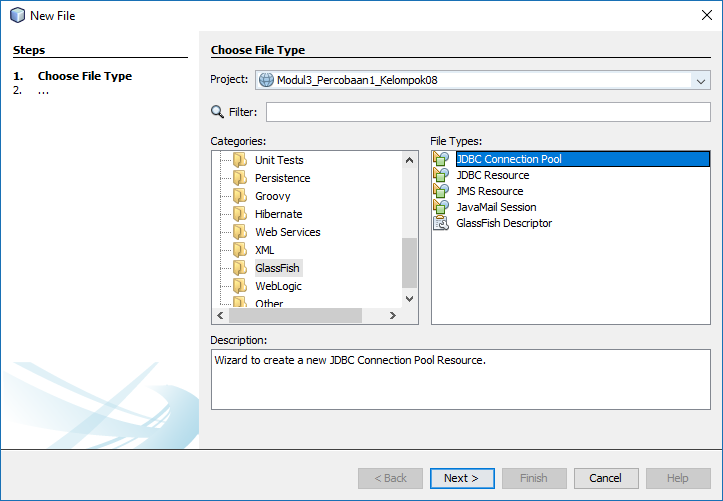 New File
Steps
1. Choose File Type
2. ...
Choose File Type
Project: Modul3_Percobaan1_Kelompok08
Filter:
Categories:
Unit Tests
Persistence
Groovy
Hibernate
Web Services
XML
GlassFish
WebLogic
Other
File Types:
JDBC Connection Pool
JDBC Resource
JMS Resource
JavaMail Session
GlassFish Descriptor
Description:
Wizard to create a new JDBC Connection Pool Resource.
< Back Next > Finish Cancel Help